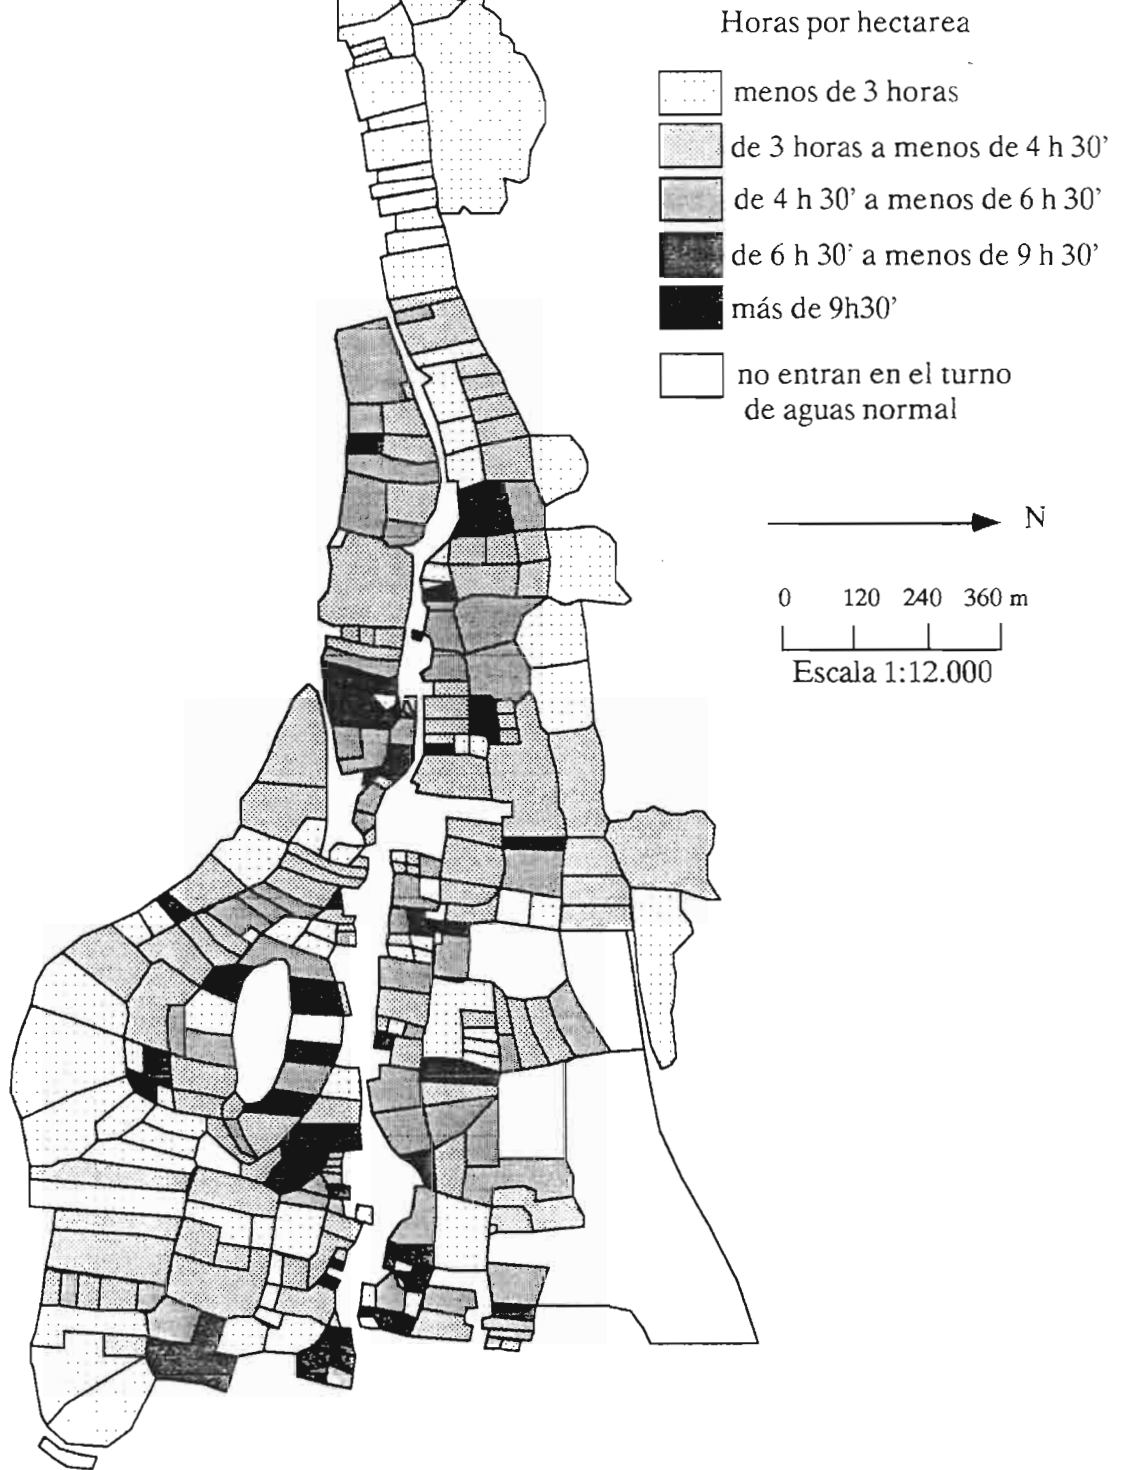 Horas por hectarea
menos de 3 horas
de 3 horas a menos de 4 h 30'
de 4 h 30' a menos de 6 h 30'
de 6 h 30' a menos de 9 h 30'
más de 9h30'
no entran en el turno
de aguas normal
N
0 120 240 360 m
Escala 1:12.000